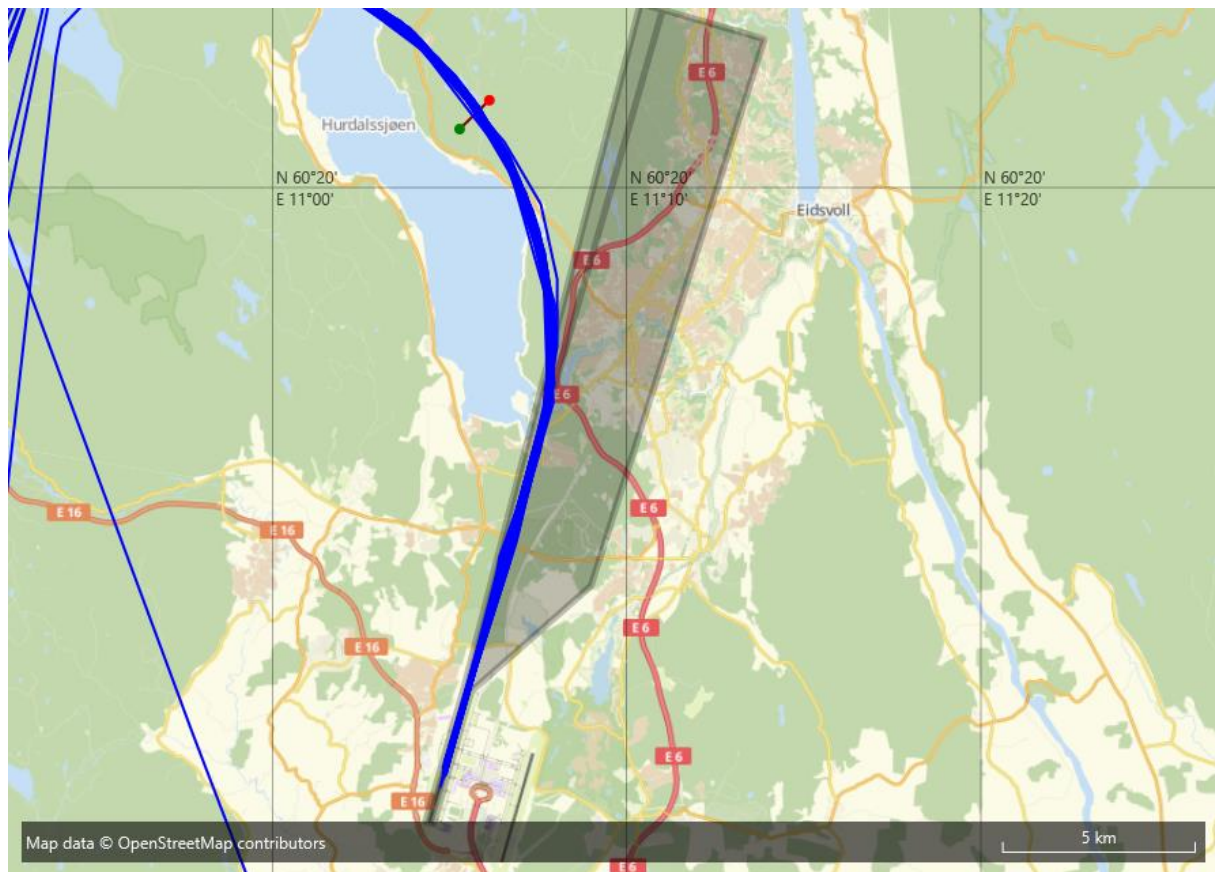 E 6
Hurdalssjøen
N 60°20'
E 11°00'
N 60°20'
E 11°10'
N 60°20'
E 11°20'
Eidsvoll
E 6
E 6
E 16
E 6
E 16
E 6
E 16
E 6
E 16
Map data © OpenStreetMap contributors
5 km
E 6